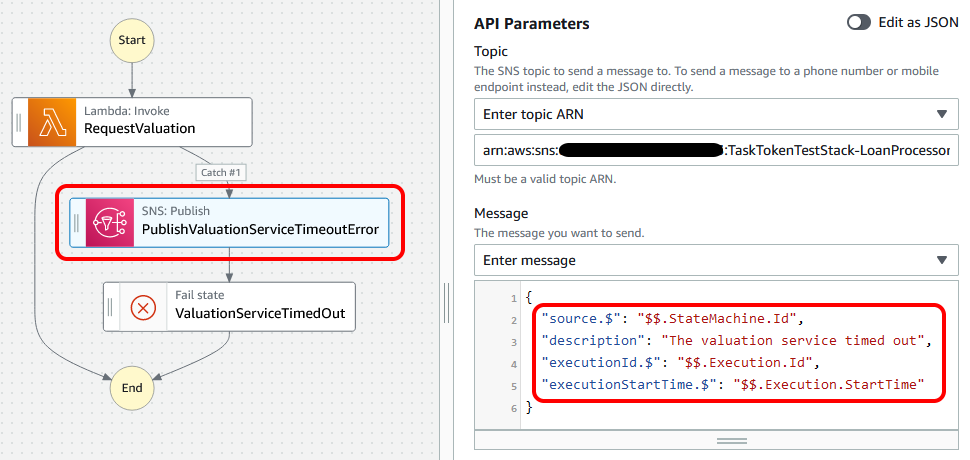 Start
Lambda: Invoke
RequestValuation
Catch #1
SNS: Publish
PublishValuationServiceTimeoutError
Fail state
ValuationServiceTimedOut
End
API Parameters
Edit as JSON
Topic
The SNS topic to send a message to. To send a message to a phone number or mobile
endpoint instead, edit the JSON directly.
Enter topic ARN
arn:aws:sns: :TaskTokenTestStack-LoanProcessor
Must be a valid topic ARN.
Message
The message you want to send.
Enter message
1 {
2 "source.$": "$$.StateMachine.Id",
3 "description": "The valuation service timed out",
4 "executionId.$": "$$.Execution.Id",
5 "executionStartTime.$": "$$.Execution.StartTime"
6 }